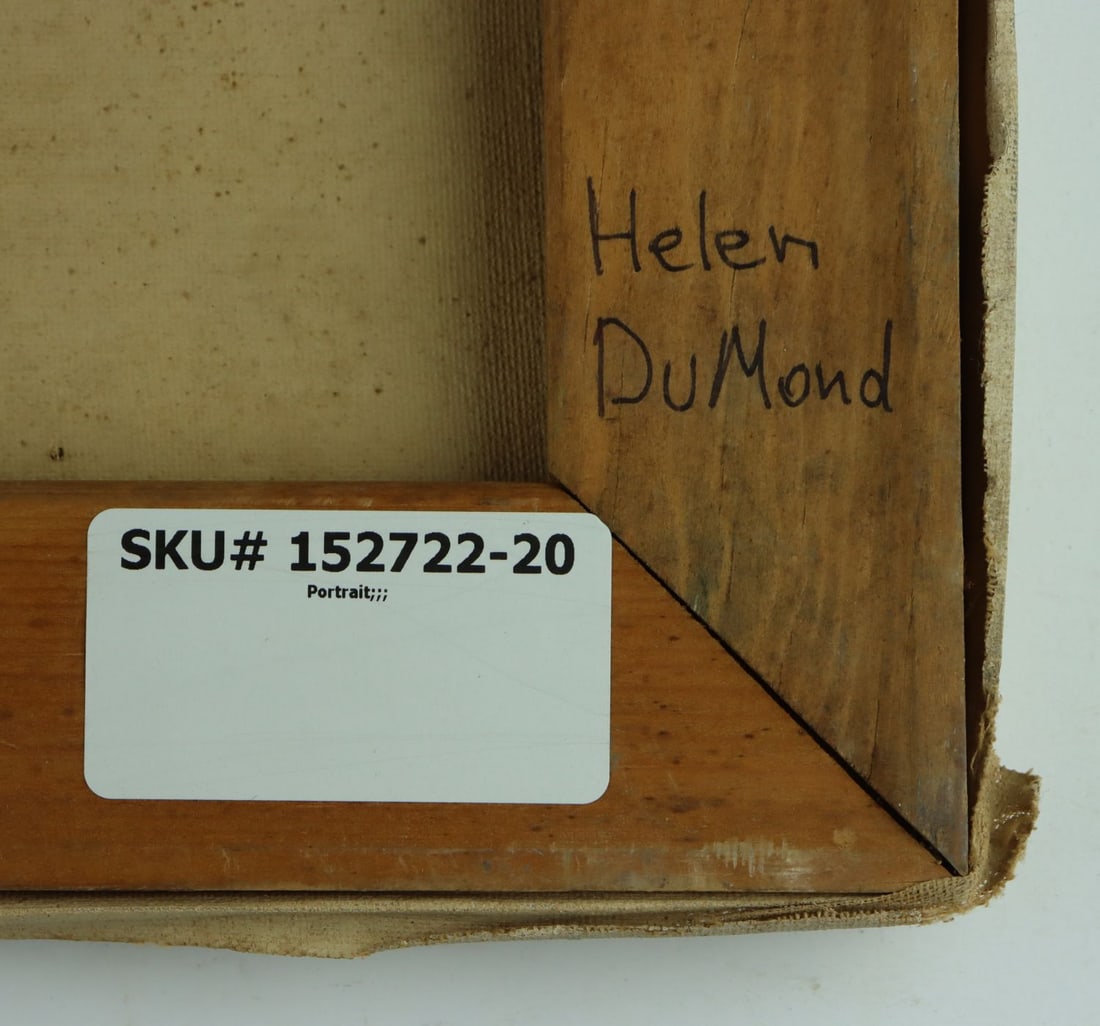 Helen
DuMond
SKU# 152722-20
Portrait;;;